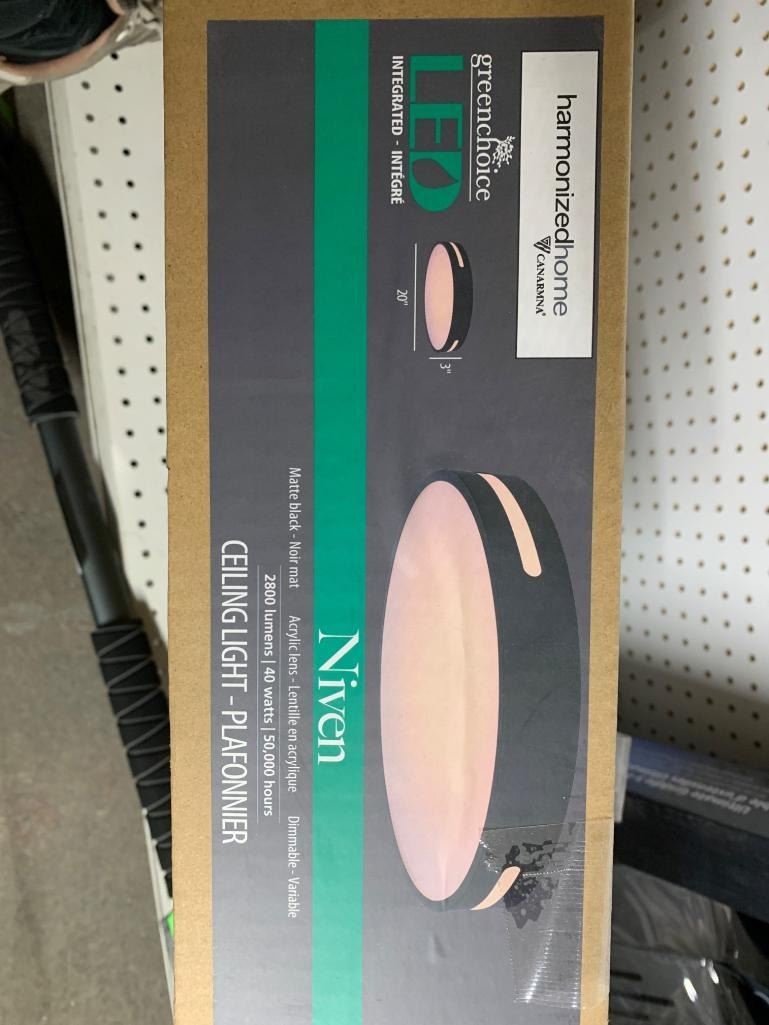 harmonizedhome
CANARMNA®
greenchoice
LED
INTEGRATED - INTÉGRÉ
20"
3"
Niven
Matte black - Noir mat Acrylic lens - Lentille en acrylique Dimmable - Variable
2800 lumens | 40 watts | 50,000 hours
CEILING LIGHT – PLAFONNIER